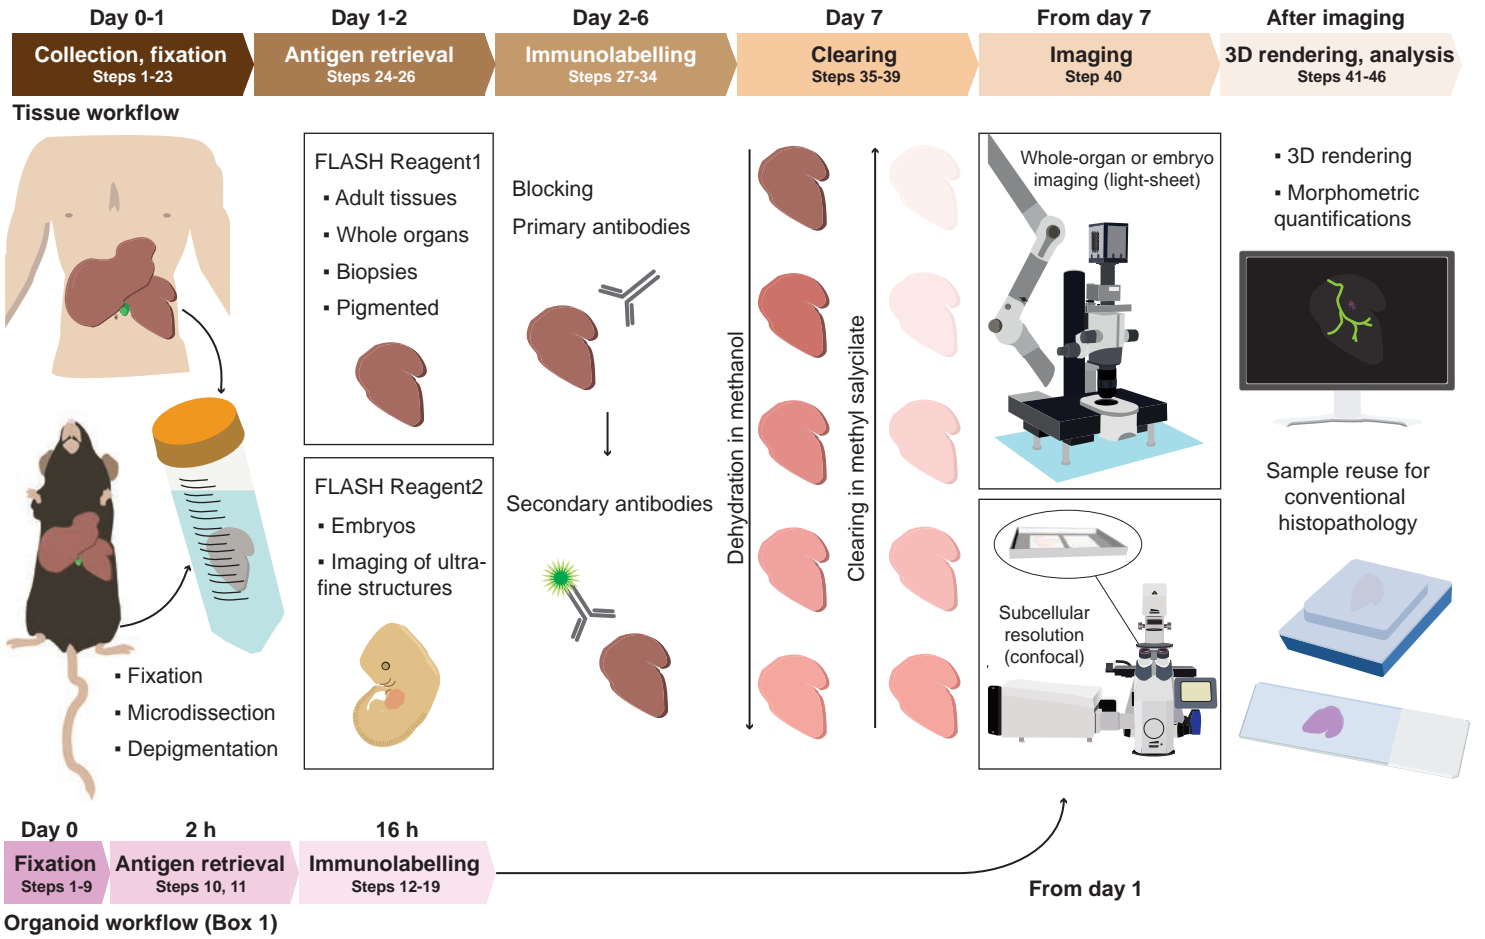 Day 0-1
Collection, fixation
Steps 1-23
Day 1-2
Antigen retrieval
Steps 24-26
Day 2-6
Immunolabelling
Steps 27-34
Day 7
Clearing
Steps 35-39
From day 7
Imaging
Step 40
After imaging
3D rendering, analysis
Steps 41-46
Tissue workflow
▪ Fixation
▪ Microdissection
▪ Depigmentation
FLASH Reagent1
▪ Adult tissues
▪ Whole organs
▪ Biopsies
▪ Pigmented
FLASH Reagent2
▪ Embryos
▪ Imaging of ultra-
fine structures
Blocking
Primary antibodies
Secondary antibodies
Dehydration in methanol
Clearing in methyl salycilate
Whole-organ or embryo
imaging (light-sheet)
Subcellular
resolution
(confocal)
▪ 3D rendering
▪ Morphometric
quantifications
Sample reuse for
conventional
histopathology
Day 0
Fixation
Steps 1-9
2 h
Antigen retrieval
Steps 10, 11
16 h
Immunolabelling
Steps 12-19
From day 1
Organoid workflow (Box 1)